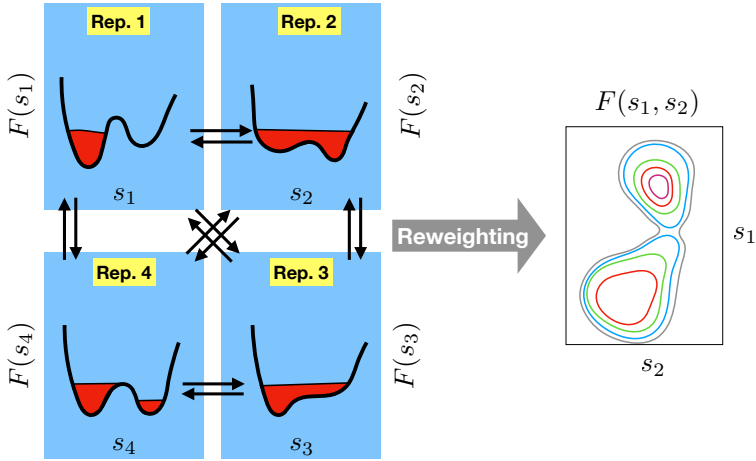 Rep. 1
Rep. 2
F(s₁)
F(s₂)
s₁
s₂
Rep. 4
Rep. 3
F(s₄)
F(s₃)
s₄
s₃
Reweighting
F(s₁, s₂)
s₁
s₂